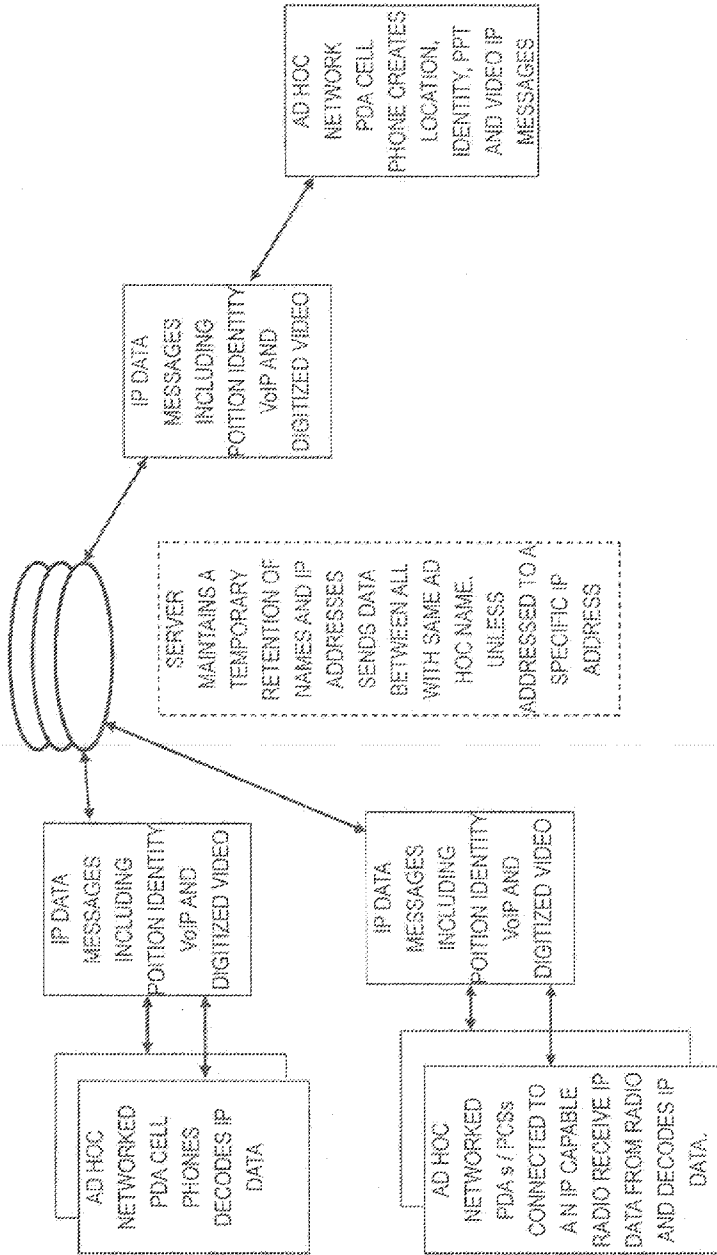 AD HOC
NETWORKED
PDA s / PCSs
CONNECTED TO
AN IP CAPABLE
RADIO RECEIVE IP
DATA FROM RADIO
AND DECODES IP
DATA.
AD HOC
NETWORKED
PDA CELL
PHONES
DECODES IP
DATA
IP DATA
MESSAGES
INCLUDING
POITION IDENTITY
VoIP AND
DIGITIZED VIDEO
IP DATA
MESSAGES
INCLUDING
POITION IDENTITY
VoIP AND
DIGITIZED VIDEO
SERVER
MAINTAINS A
TEMPORARY
RETENTION OF
NAMES AND IP
ADDRESSES
SENDS DATA
BETWEEN ALL
WITH SAME AD
HOC NAME.
UNLESS
ADDRESSED TO A
SPECIFIC IP
ADDRESS
IP DATA
MESSAGES
INCLUDING
POITION IDENTITY
VoIP AND
DIGITIZED VIDEO
AD HOC
NETWORK
PDA CELL
PHONE CREATES
LOCATION,
IDENTITY, PPT
AND VIDEO IP
MESSAGES